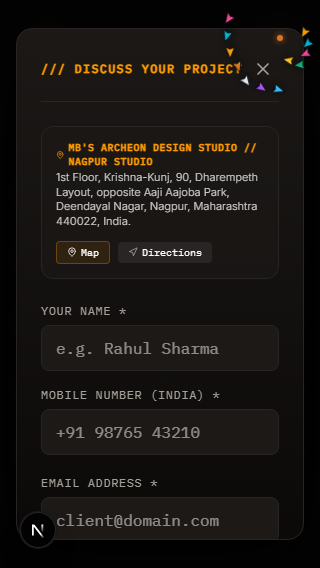 /// DISCUSS YOUR PROJECT
MB'S ARCHEON DESIGN STUDIO //
NAGPUR STUDIO
1st Floor, Krishna-Kunj, 90, Dharempeth
Layout, opposite Aaji Aajoba Park,
Deendayal Nagar, Nagpur, Maharashtra
440022, India.
Map
Directions
YOUR NAME *
e.g. Rahul Sharma
MOBILE NUMBER (INDIA) *
+91 98765 43210
EMAIL ADDRESS *
client@domain.com
N